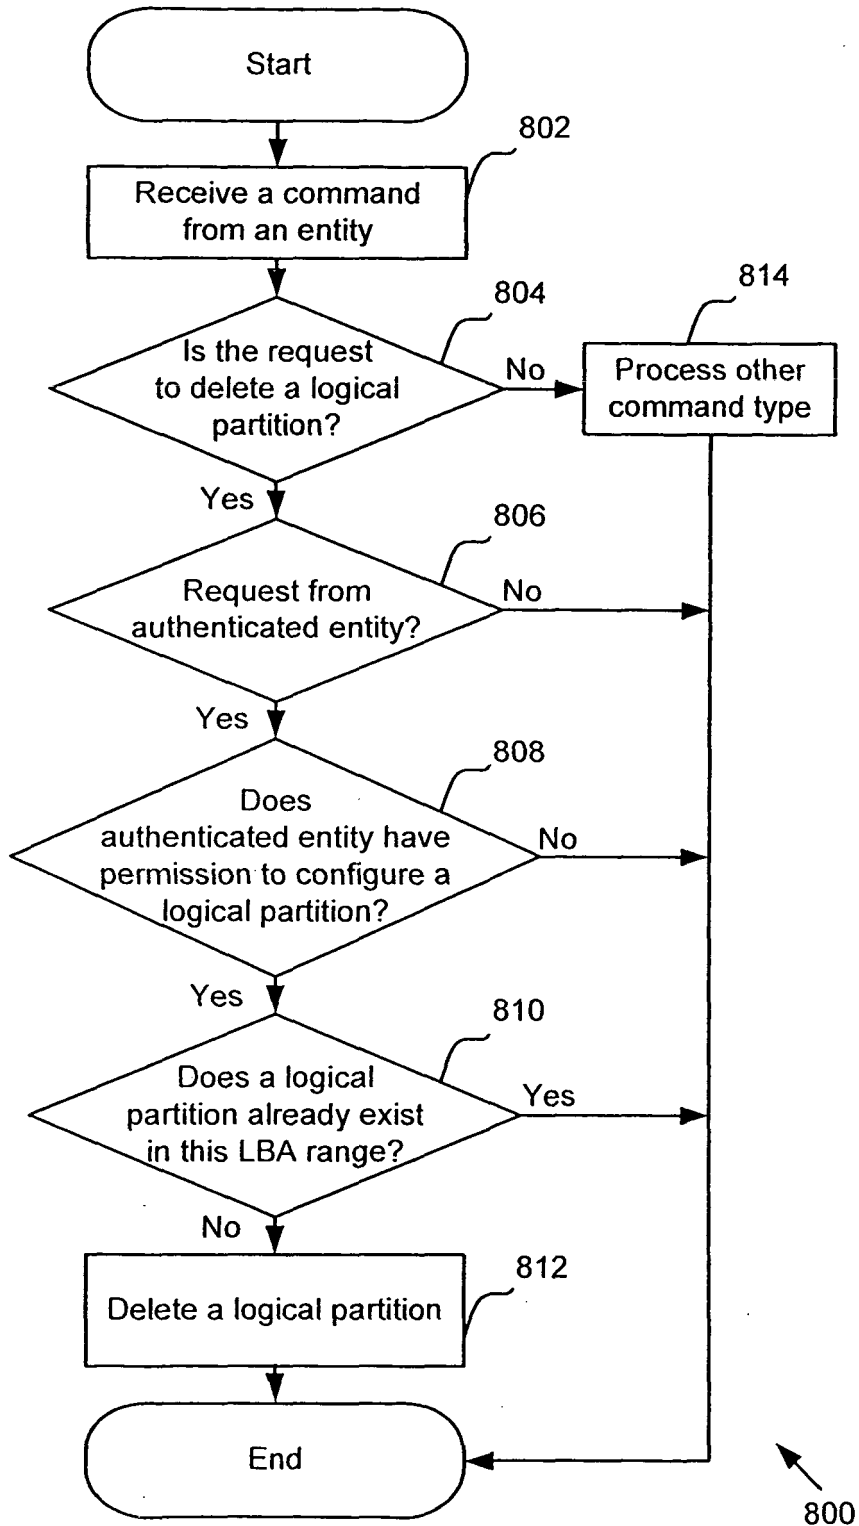 Start
802
Receive a command
from an entity
804
814
Is the request
to delete a logical
partition?
No
Process other
command type
Yes
806
Request from
authenticated entity?
No
Yes
808
Does
authenticated entity have
permission to configure a
logical partition?
No
Yes
810
Does a logical
partition already exist
in this LBA range?
Yes
No
812
Delete a logical partition
End
800